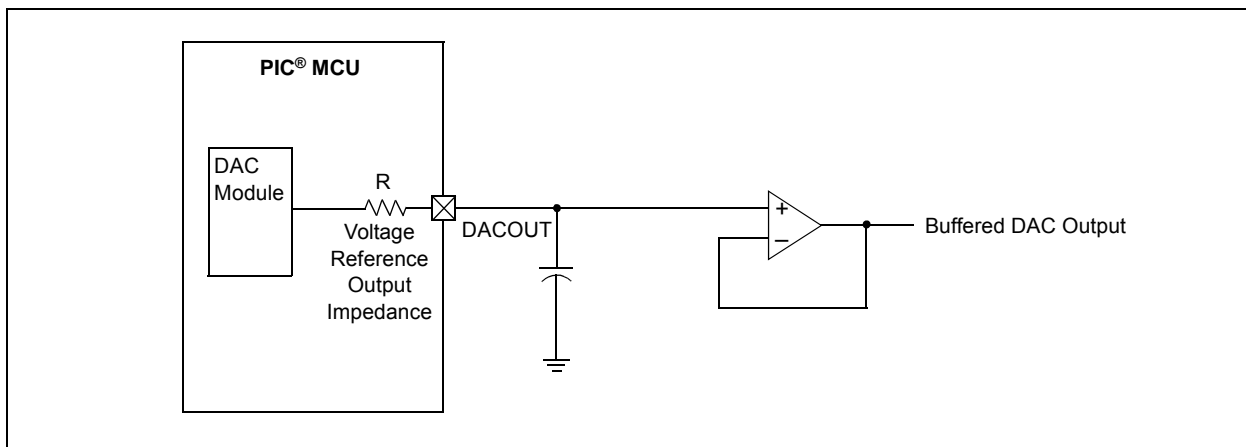 PIC® MCU
DAC
Module
R
Voltage
Reference
Output
Impedance
DACOUT
+
–
Buffered DAC Output